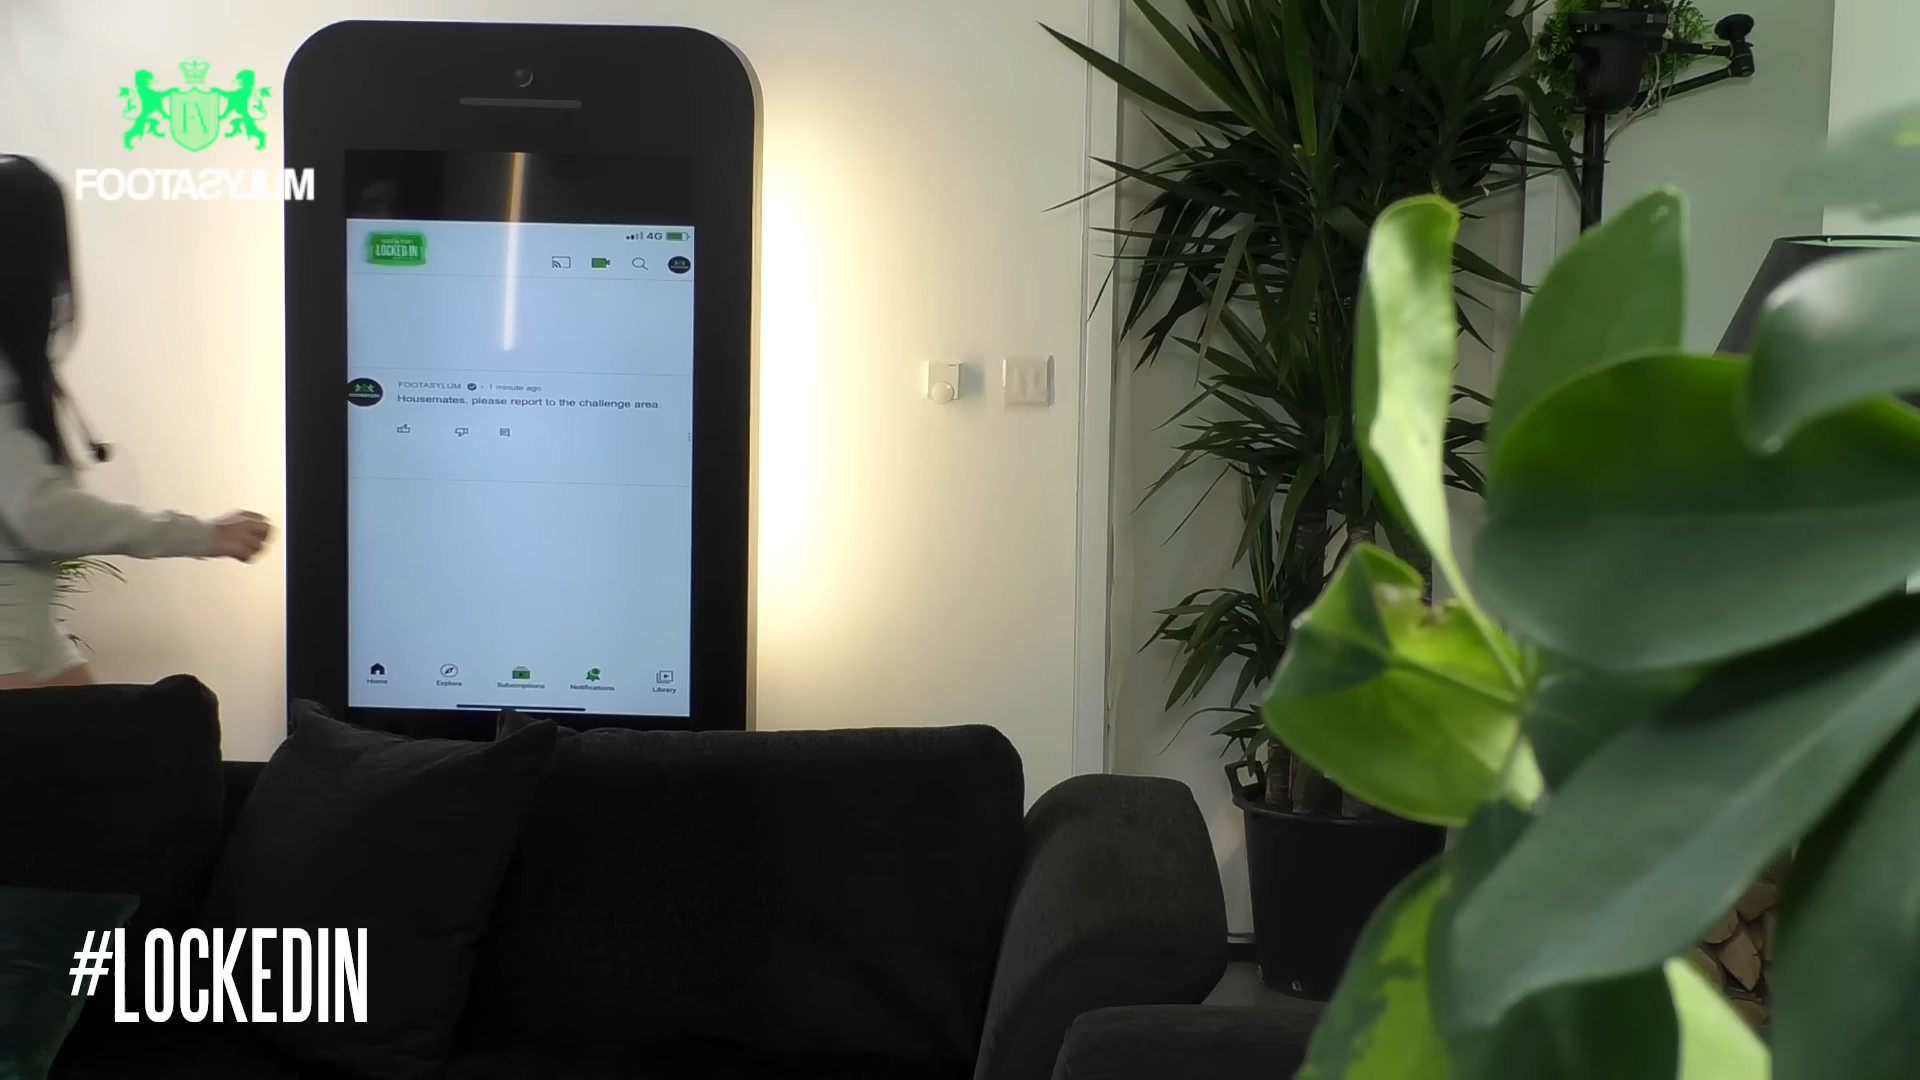 FOOTASYLUM
LOCKED IN
4G
FOOTASYLUM • 1 minute ago
Housemates, please report to the challenge area.
Home
Explore
Subscriptions
Notifications
Library
#LOCKEDIN